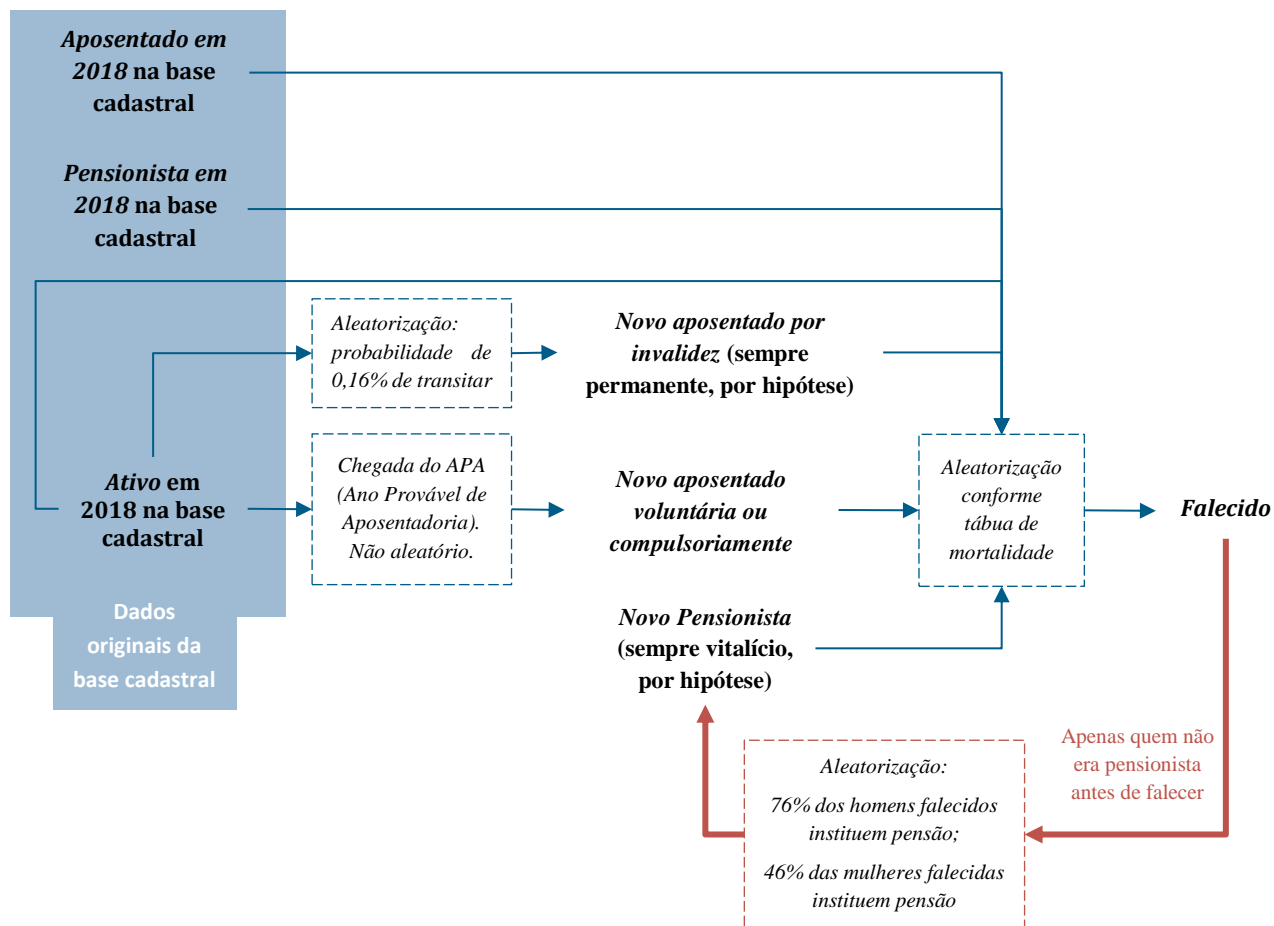 Aposentado em
2018 na base
cadastral
Pensionista em
2018 na base
cadastral
Aleatorização:
probabilidade de
0,16% de transitar
Novo aposentado por
invalidez (sempre
permanente, por hipótese)
Ativo em
2018 na base
cadastral
Chegada do APA
(Ano Provável de
Aposentadoria).
Não aleatório.
Novo aposentado
voluntária ou
compulsoriamente
Aleatorização
conforme
tábua de
mortalidade
Falecido
Dados
originais da
base cadastral
Novo Pensionista
(sempre vitalício,
por hipótese)
Apenas quem não
era pensionista
antes de falecer
Aleatorização:
76% dos homens falecidos
instituem pensão;
46% das mulheres falecidas
instituem pensão